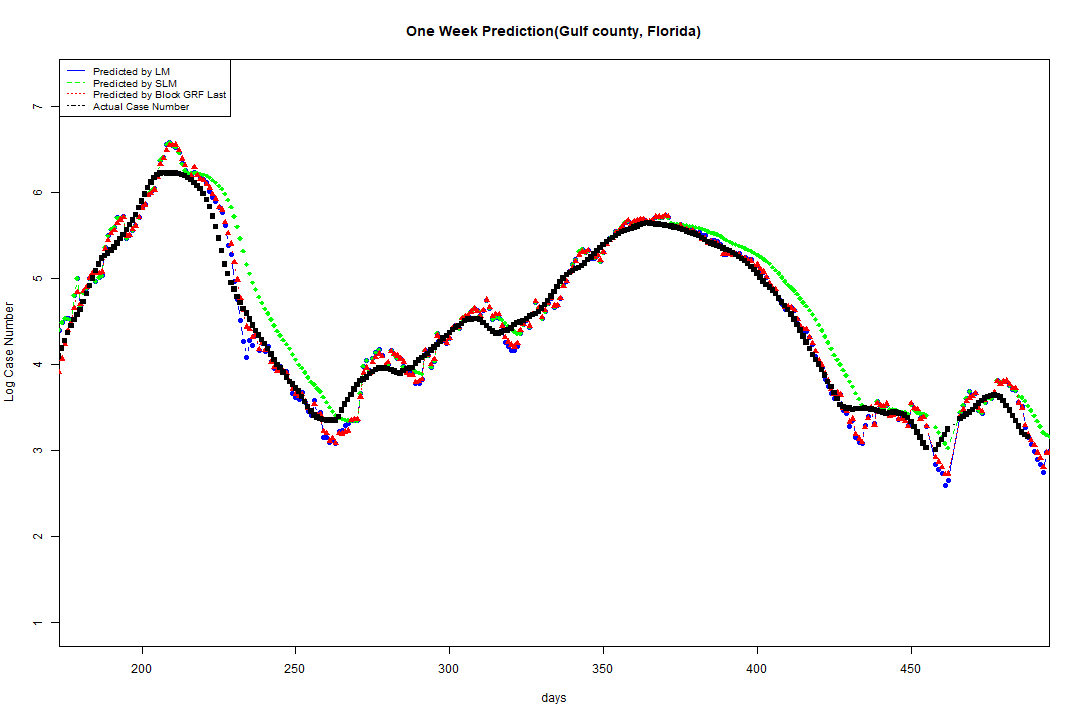 One Week Prediction(Gulf county, Florida)
Predicted by LM
Predicted by SLM
Predicted by Block GRF Last
Actual Case Number
7
6
5
4
3
2
1
Log Case Number
200 250 300 350 400 450
days